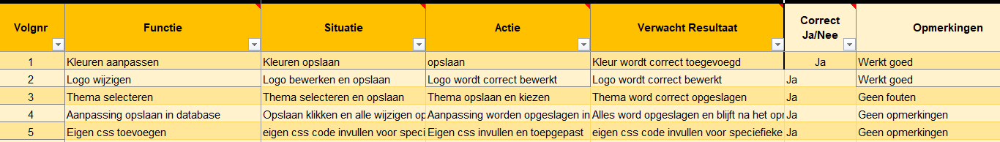 Volgnr Functie Situatie Actie Verwacht Resultaat Correct Ja/Nee Opmerkingen
1 Kleuren aanpassen Kleuren opslaan opslaan Kleur wordt correct toegevoegd Ja Werkt goed
2 Logo wijzigen Logo bewerken en opslaan Logo wordt correct bewerkt Logo wordt correct bewerkt Ja Werkt goed
3 Thema selecteren Thema selecteren en opslaan Thema opslaan en kiezen Thema word correct opgeslagen Ja Geen fouten
4 Aanpassing opslaan in database Opslaan klikken en alle wijzigen Aanpassing worden opgeslagen in Alles word opgeslagen en blijft na het Ja Geen opmerkingen
5 Eigen css toevoegen eigen css code invullen voor Eigen css invullen en toepgepast eigen css code invullen voor speciefieke Ja Geen opmerkingen